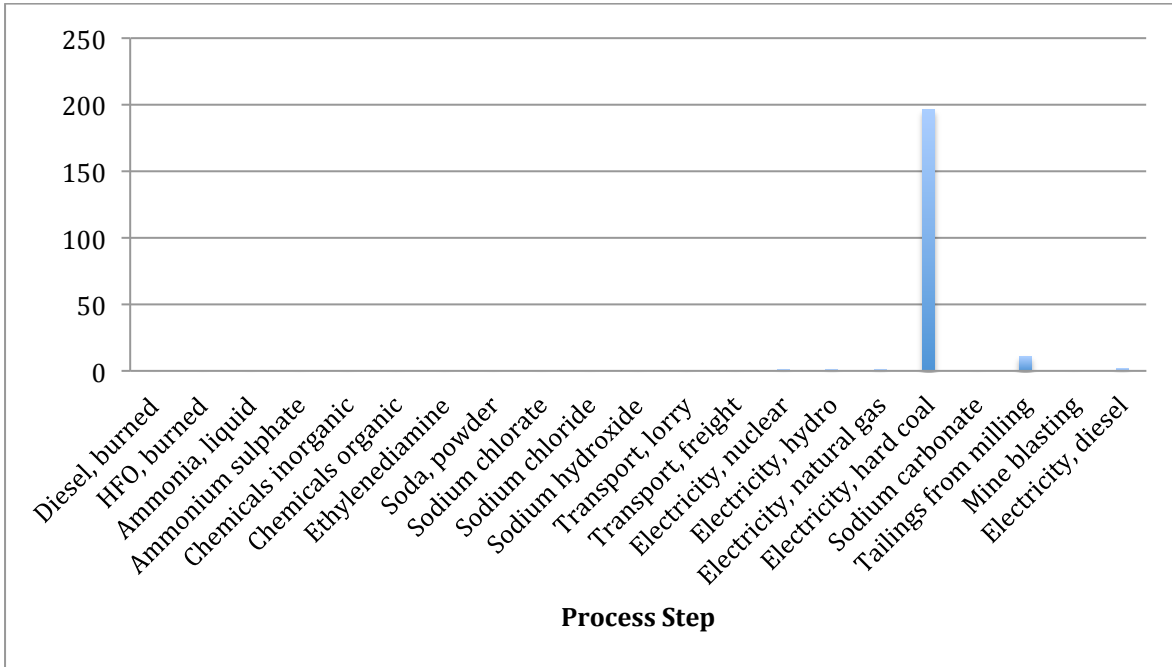 250
200
150
100
50
0
Diesel, burned
HFO, burned
Ammonia, liquid
Ammonium sulphate
Chemicals inorganic
Chemicals organic
Ethylenediamine
Soda, powder
Sodium chlorate
Sodium chloride
Sodium hydroxide
Transport, lorry
Transport, freight
Electricity, nuclear
Electricity, hydro
Electricity, natural gas
Electricity, hard coal
Sodium carbonate
Tailings from milling
Mine blasting
Electricity, diesel
Process Step